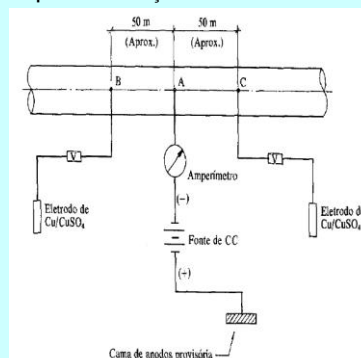 50 m
50 m
(Aprox.)
(Aprox.)
B
A
C
V
V
Amperímetro
Eletrodo de
Cu/CuSO₄
(−)
Eletrodo de
Cu/CuSO₄
Fonte de CC
(+)
Cama de anodos provisória